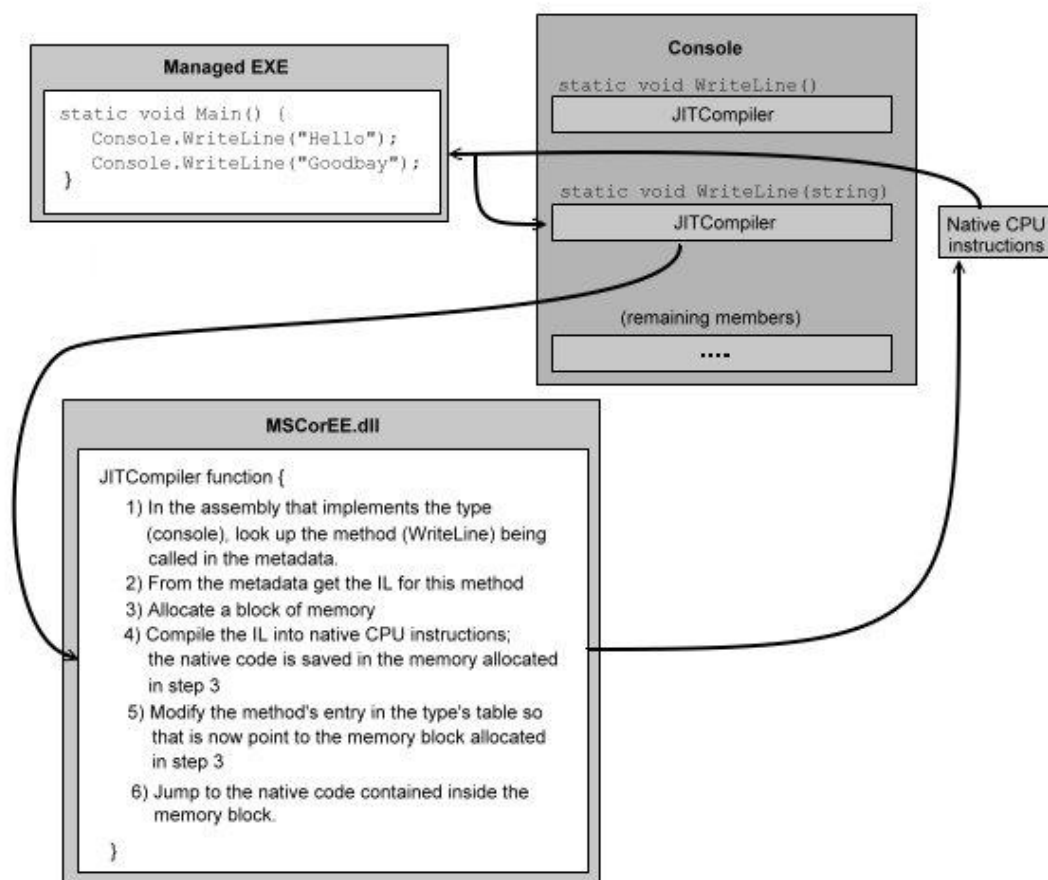 Managed EXE
static void Main() {
Console.WriteLine("Hello");
Console.WriteLine("Goodbay");
}
Console
static void WriteLine()
JITCompiler
static void WriteLine(string)
JITCompiler
(remaining members)
....
Native CPU
instructions
MSCorEE.dll
JITCompiler function {
1) In the assembly that implements the type
(console), look up the method (WriteLine) being
called in the metadata.
2) From the metadata get the IL for this method
3) Allocate a block of memory
4) Compile the IL into native CPU instructions;
the native code is saved in the memory allocated
in step 3
5) Modify the method's entry in the type's table so
that is now point to the memory block allocated
in step 3
6) Jump to the native code contained inside the
memory block.
}